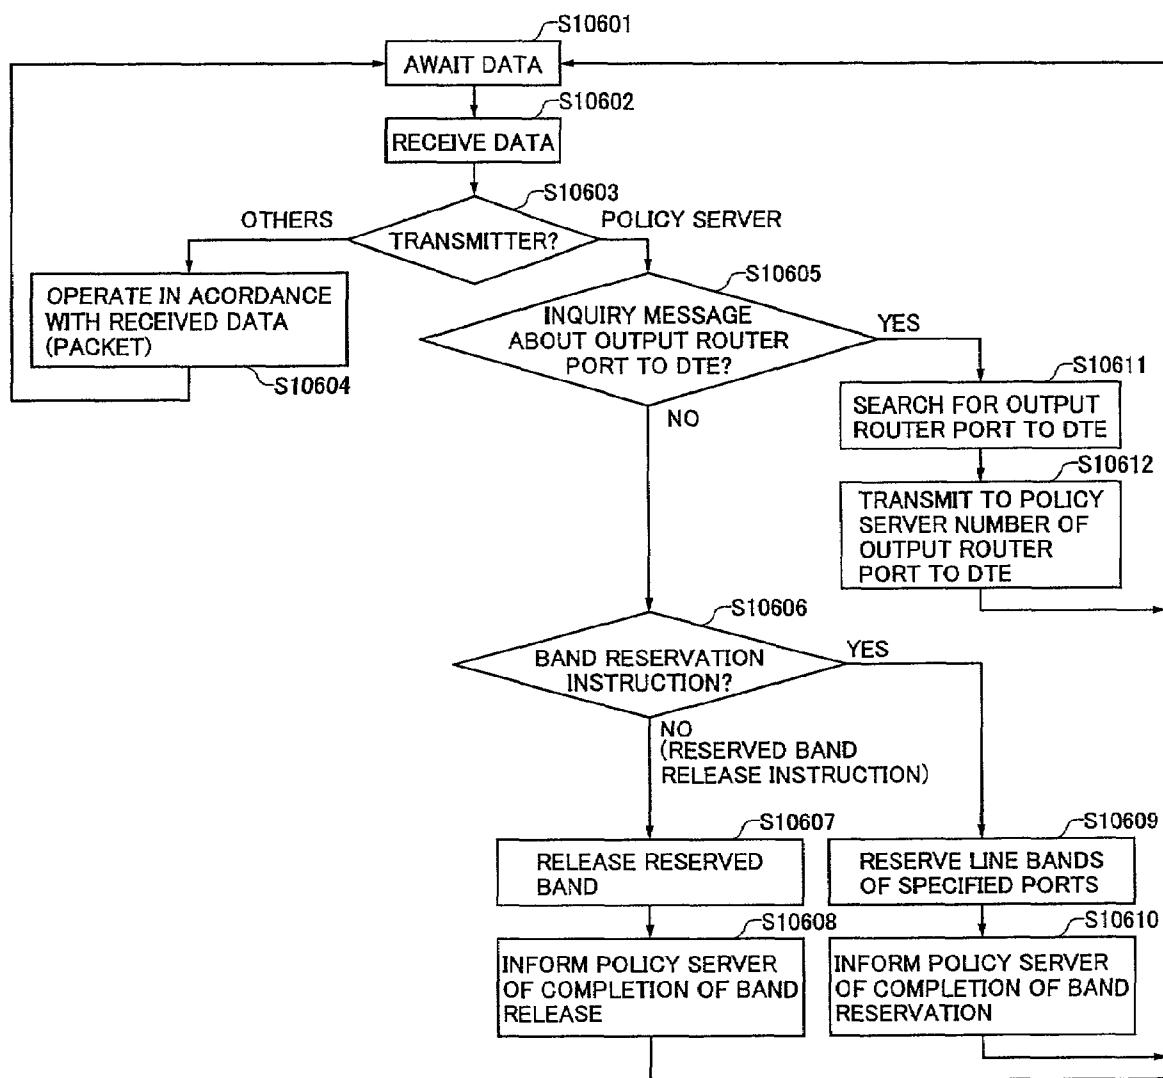 S10601
AWAIT DATA
S10602
RECEIVE DATA
S10603
OTHERS
TRANSMITTER?
POLICY SERVER
OPERATE IN ACORDANCE
WITH RECEIVED DATA
(PACKET)
S10604
S10605
INQUIRY MESSAGE
ABOUT OUTPUT ROUTER
PORT TO DTE?
YES
NO
S10611
SEARCH FOR OUTPUT
ROUTER PORT TO DTE
S10612
TRANSMIT TO POLICY
SERVER NUMBER OF
OUTPUT ROUTER
PORT TO DTE
S10606
BAND RESERVATION
INSTRUCTION?
YES
NO
(RESERVED BAND
RELEASE INSTRUCTION)
S10607
RELEASE RESERVED
BAND
S10609
RESERVE LINE BANDS
OF SPECIFIED PORTS
S10608
INFORM POLICY SERVER
OF COMPLETION OF BAND
RELEASE
S10610
INFORM POLICY SERVER
OF COMPLETION OF BAND
RESERVATION